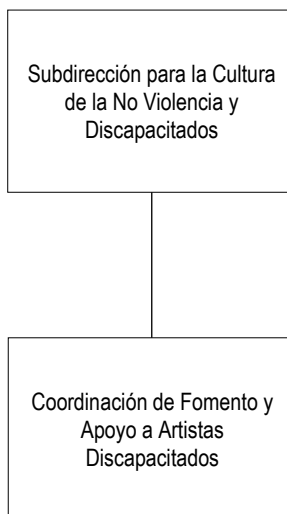 Subdirección para la Cultura
de la No Violencia y
Discapacitados
Coordinación de Fomento y
Apoyo a Artistas
Discapacitados